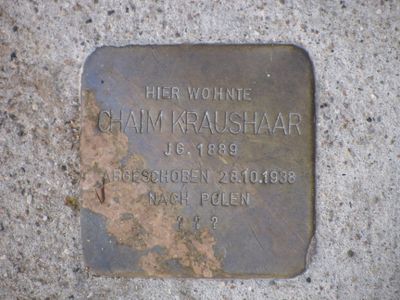 HIER WOHNTE
CHAIM KRAUSHAAR
JG. 1889
ABGESCHOBEN 28.10.1938
NACH POLEN
? ? ?